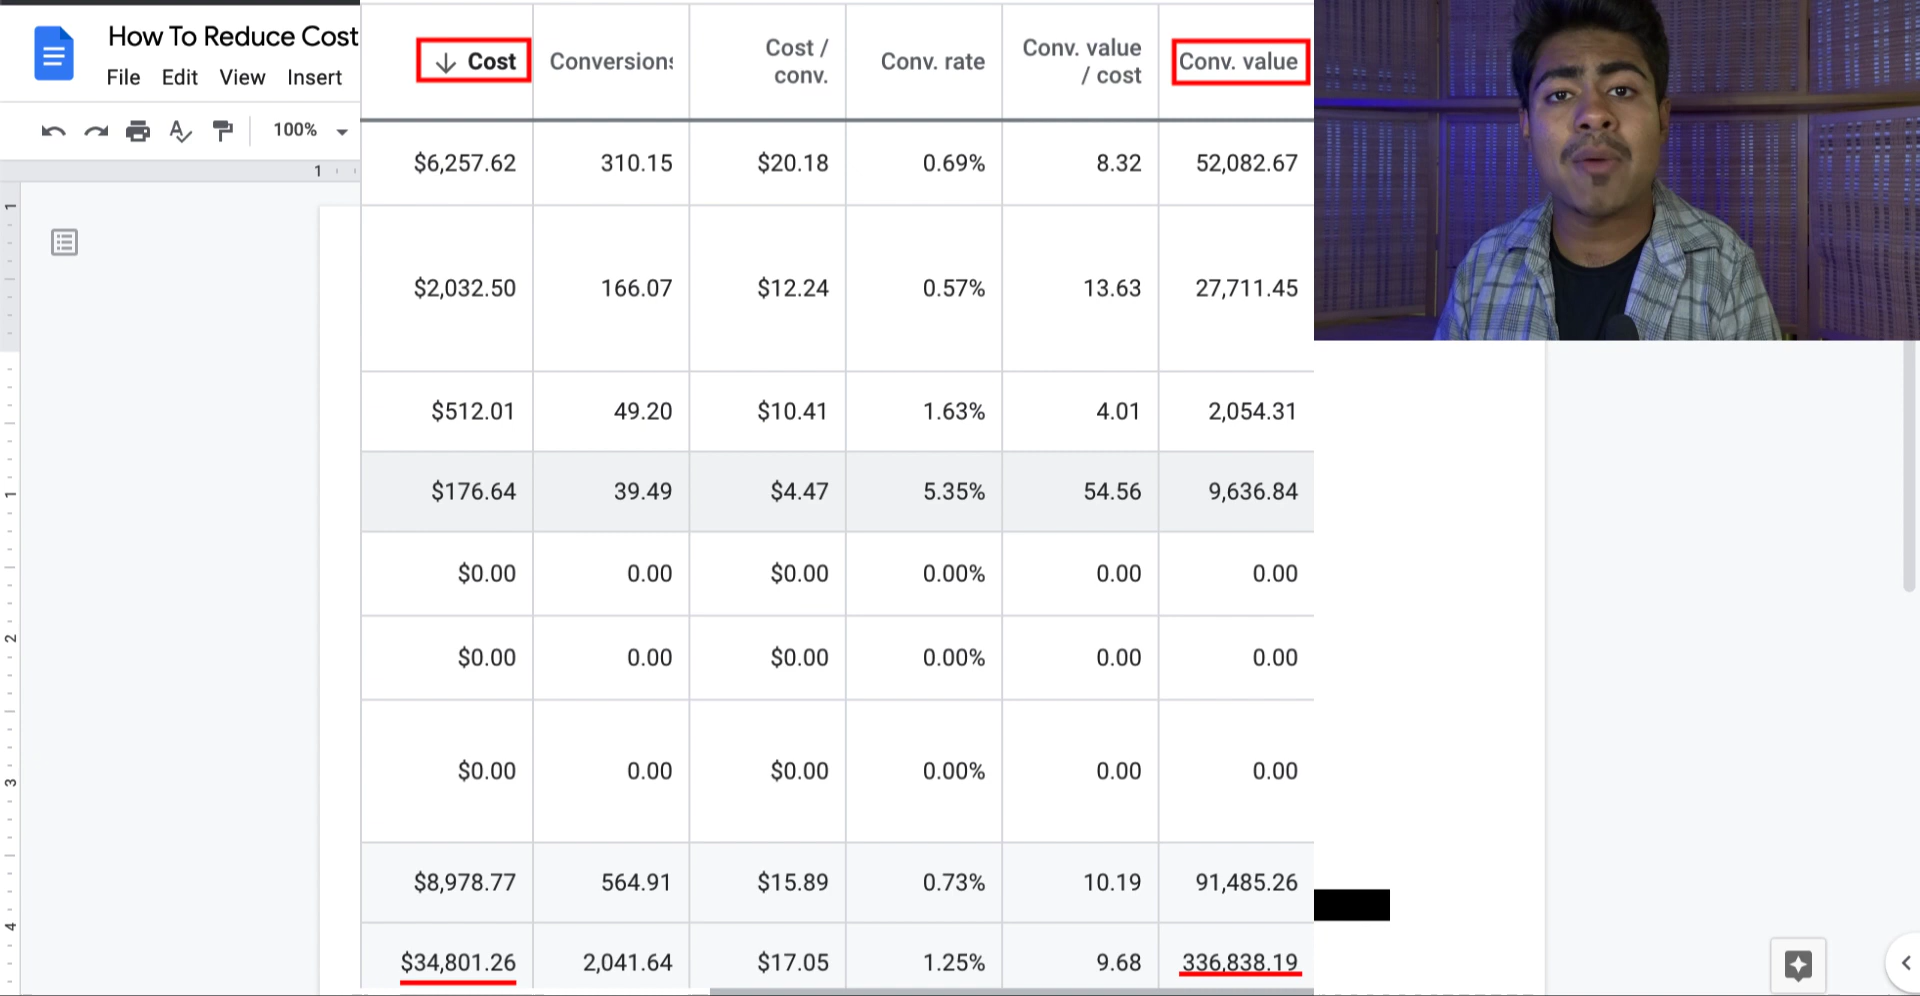 How To Reduce Cost
File Edit View Insert
100%
1
1
1
2
3
4
Cost Conversions Cost / conv. Conv. rate Conv. value / cost Conv. value
$6,257.62 310.15 $20.18 0.69% 8.32 52,082.67
$2,032.50 166.07 $12.24 0.57% 13.63 27,711.45
$512.01 49.20 $10.41 1.63% 4.01 2,054.31
$176.64 39.49 $4.47 5.35% 54.56 9,636.84
$0.00 0.00 $0.00 0.00% 0.00 0.00
$0.00 0.00 $0.00 0.00% 0.00 0.00
$0.00 0.00 $0.00 0.00% 0.00 0.00
$8,978.77 564.91 $15.89 0.73% 10.19 91,485.26
$34,801.26 2,041.64 $17.05 1.25% 9.68 336,838.19